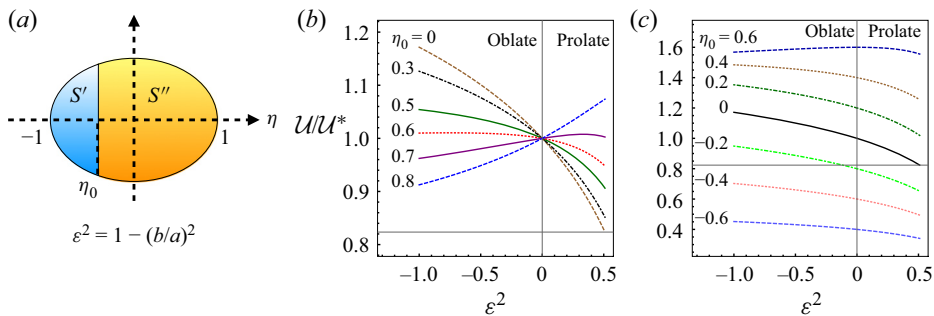 (a)
S′
S″
−1
1
η
η₀
ε² = 1 − (b/a)²
(b)
U/U*
1.2
1.1
1.0
0.9
0.8
η₀ = 0
0.3
0.5
0.6
0.7
0.8
Oblate
Prolate
−1.0
−0.5
0
0.5
ε²
(c)
1.6
1.4
1.2
1.0
0.8
0.6
0.4
η₀ = 0.6
0.4
0.2
0
−0.2
−0.4
−0.6
Oblate
Prolate
−1.0
−0.5
0
0.5
ε²